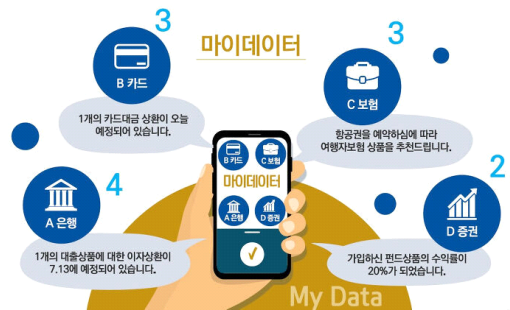 마이데이터
3
B 카드
1개의 카드대금 상환이 오늘
예정되어 있습니다.
3
C 보험
항공권을 예약하심에 따라
여행자보험 상품을 추천드립니다.
4
A 은행
1개의 대출상품에 대한 이자상환이
7.13에 예정되어 있습니다.
2
D 증권
가입하신 펀드상품의 수익률이
20%가 되었습니다.
B 카드
C 보험
마이데이터
A 은행
D 증권
My Data